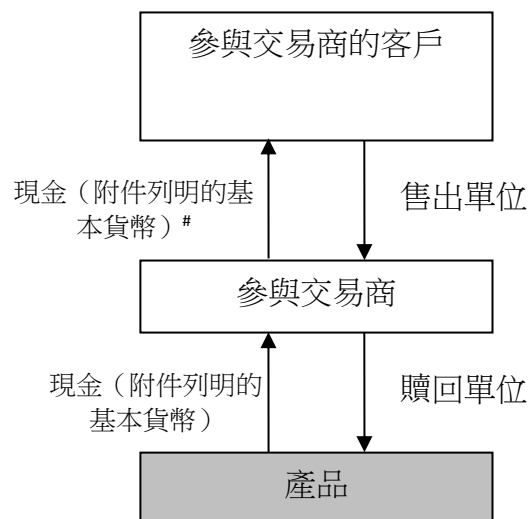 參與交易商的客戶
現金（附件列明的基
本貨幣）#
售出單位
參與交易商
現金（附件列明的
基本貨幣）
贖回單位
產品